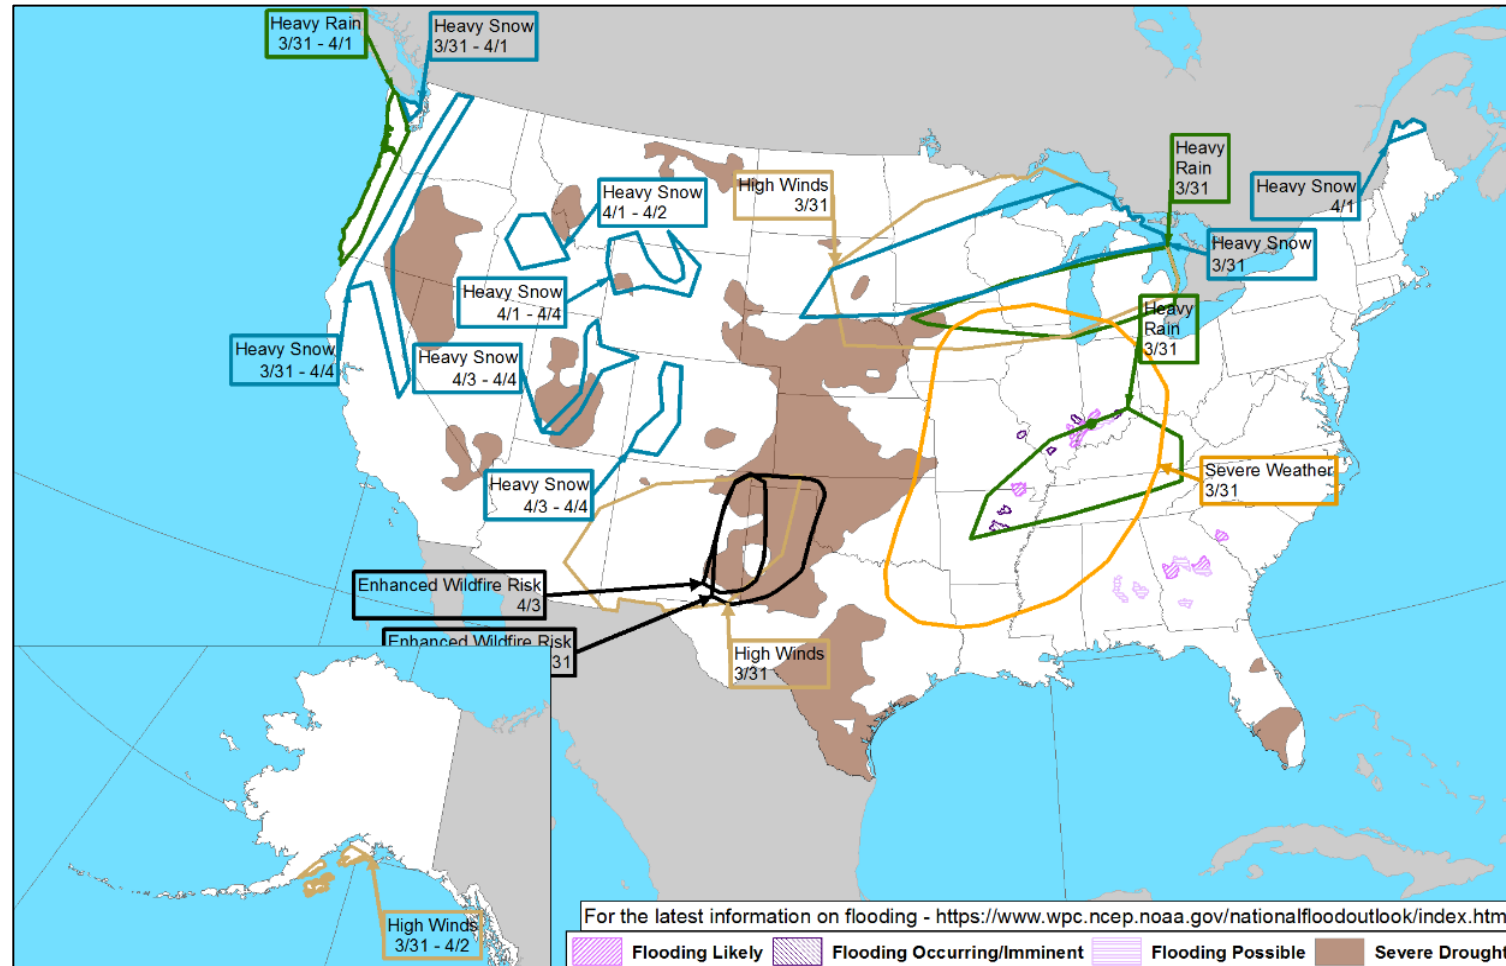 Heavy Rain
3/31 - 4/1
Heavy Snow
3/31 - 4/1
Heavy
Rain
3/31
High Winds
3/31
Heavy Snow
4/1 - 4/2
Heavy Snow
4/1
Heavy Snow
3/31
Heavy Snow
4/1 - 4/4
Heavy
Rain
3/31
Heavy Snow
3/31 - 4/4
Heavy Snow
4/3 - 4/4
Heavy Snow
4/3 - 4/4
Severe Weather
3/31
Enhanced Wildfire Risk
4/3
Enhanced Wildfire Risk
31
High Winds
3/31
High Winds
3/31 - 4/2
For the latest information on flooding - https://www.wpc.ncep.noaa.gov/nationalfloodoutlook/index.htm
Flooding Likely
Flooding Occurring/Imminent
Flooding Possible
Severe Drought